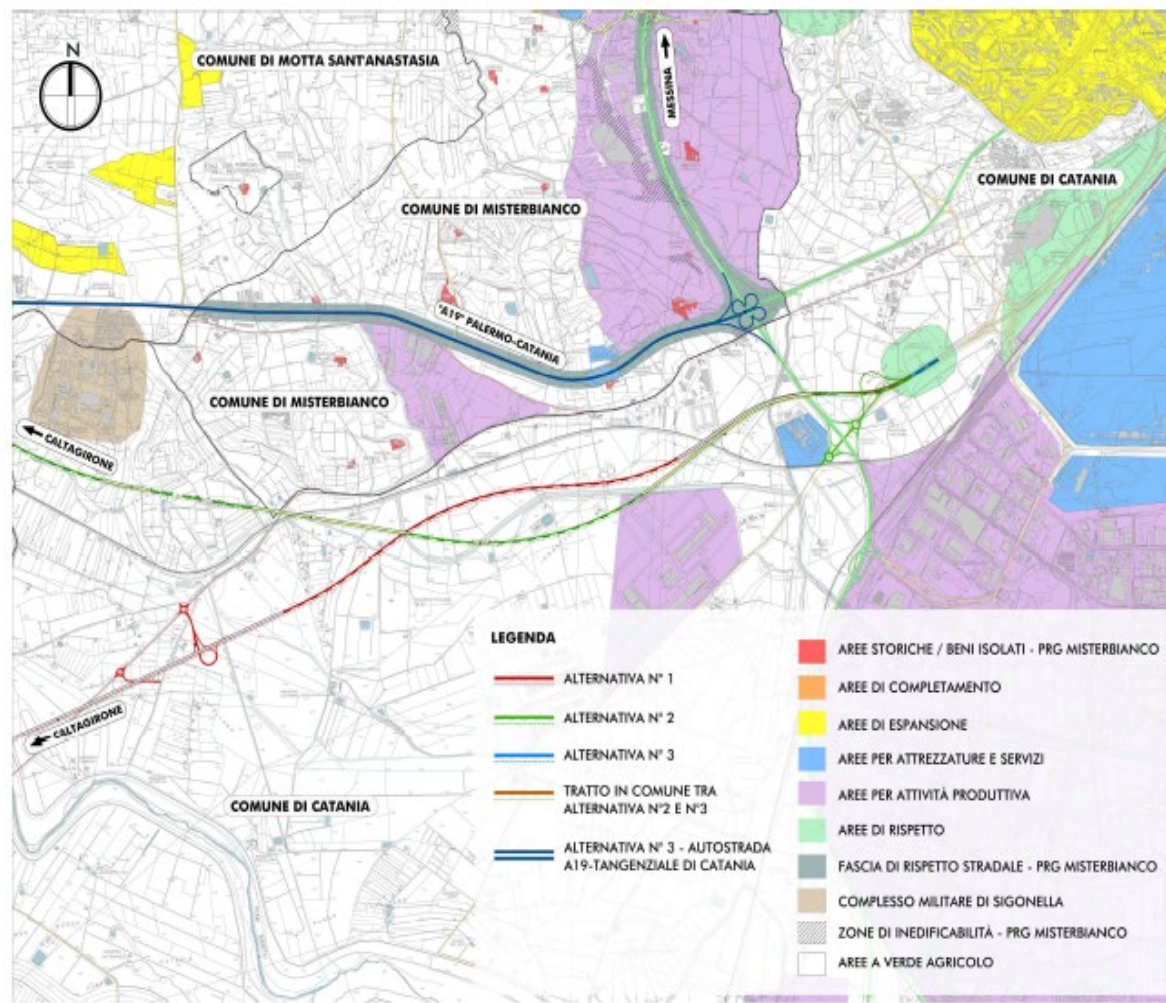 N
COMUNE DI MOTTA SANT'ANASTASIA
MESSINA
COMUNE DI CATANIA
COMUNE DI MISTERBIANCO
"A19" PALERMO-CATANIA
COMUNE DI MISTERBIANCO
CALTAGIRONE
CALTAGIRONE
COMUNE DI CATANIA
LEGENDA
ALTERNATIVA N° 1
ALTERNATIVA N° 2
ALTERNATIVA N° 3
TRATTO IN COMUNE TRA
ALTERNATIVA N°2 E N°3
ALTERNATIVA N° 3 - AUTOSTRADA
A19-TANGENZIALE DI CATANIA
AREE STORICHE / BENI ISOLATI - PRG MISTERBIANCO
AREE DI COMPLETAMENTO
AREE DI ESPANSIONE
AREE PER ATTREZZATURE E SERVIZI
AREE PER ATTIVITÀ PRODUTTIVA
AREE DI RISPETTO
FASCIA DI RISPETTO STRADALE - PRG MISTERBIANCO
COMPLESSO MILITARE DI SIGONELLA
ZONE DI INEDIFICABILITÀ - PRG MISTERBIANCO
AREE A VERDE AGRICOLO